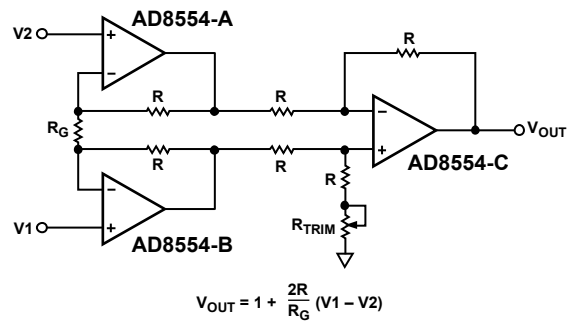 AD8554-A
V2
+
−
R
R
R
RG
R
R
−
+
VOUT
AD8554-C
R
−
+
V1
AD8554-B
RTRIM
VOUT = 1 + 2R/RG (V1 – V2)